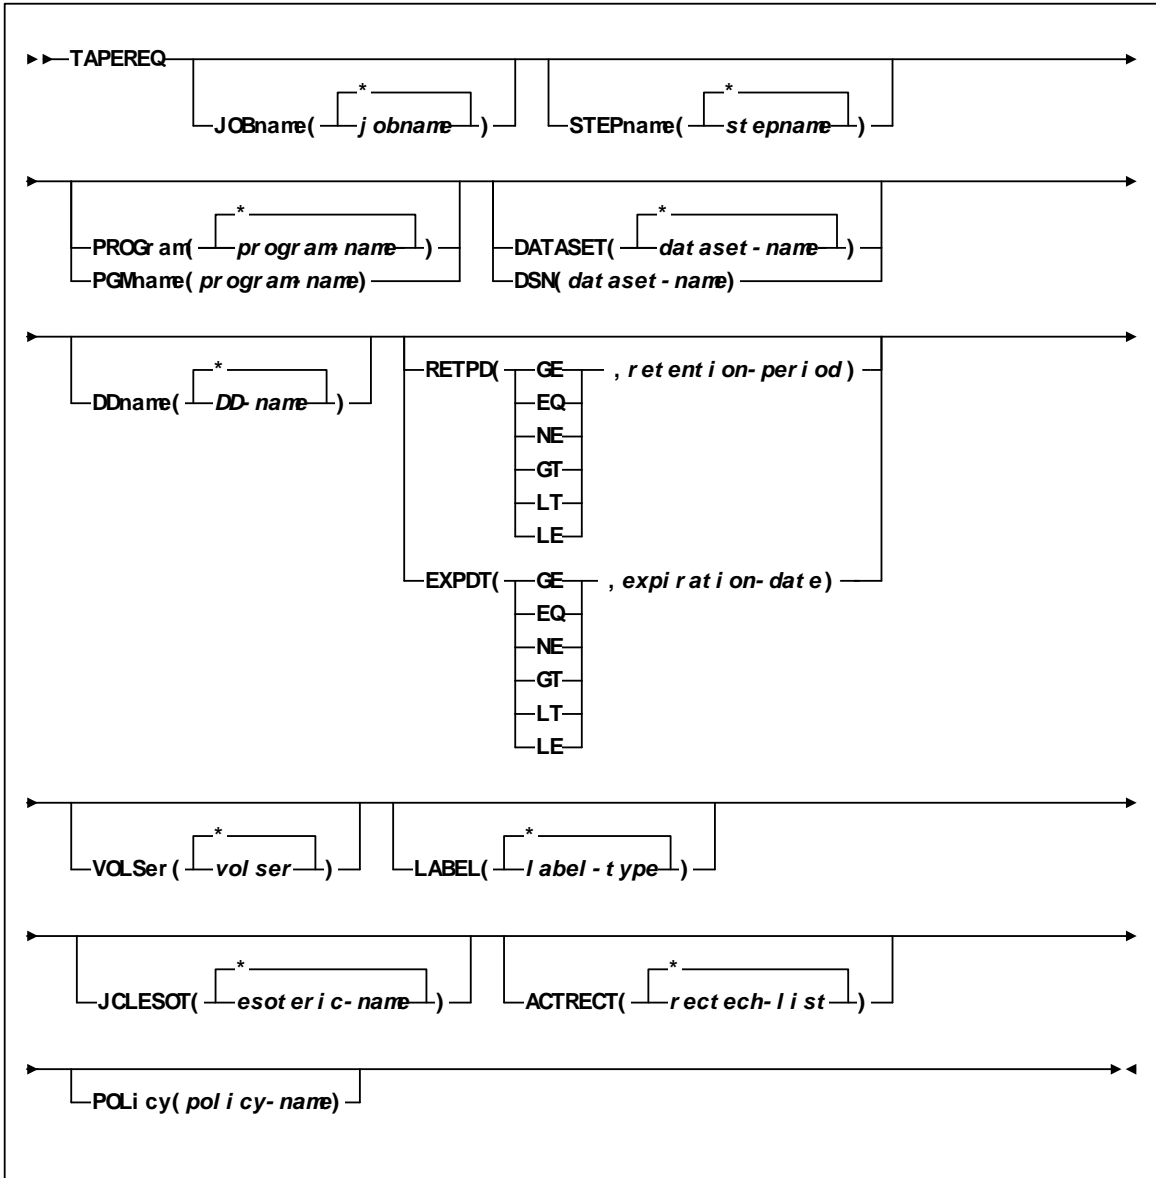 TAPEREQ
* *
JOBname( jobname ) STEPname( stepname )
* *
PROGram( program-name ) DATASET( dataset-name )
PGMname( program-name) DSN( dataset-name)
*
DDname( DD-name )
RETPD( GE , retention-period)
EQ
NE
GT
LT
LE
EXPDT( GE , expiration-date)
EQ
NE
GT
LT
LE
* *
VOLSer( volser ) LABEL( label-type )
* *
JCLESOT( esoteric-name ) ACTRECT( rectech-list )
POLicy( policy-name)